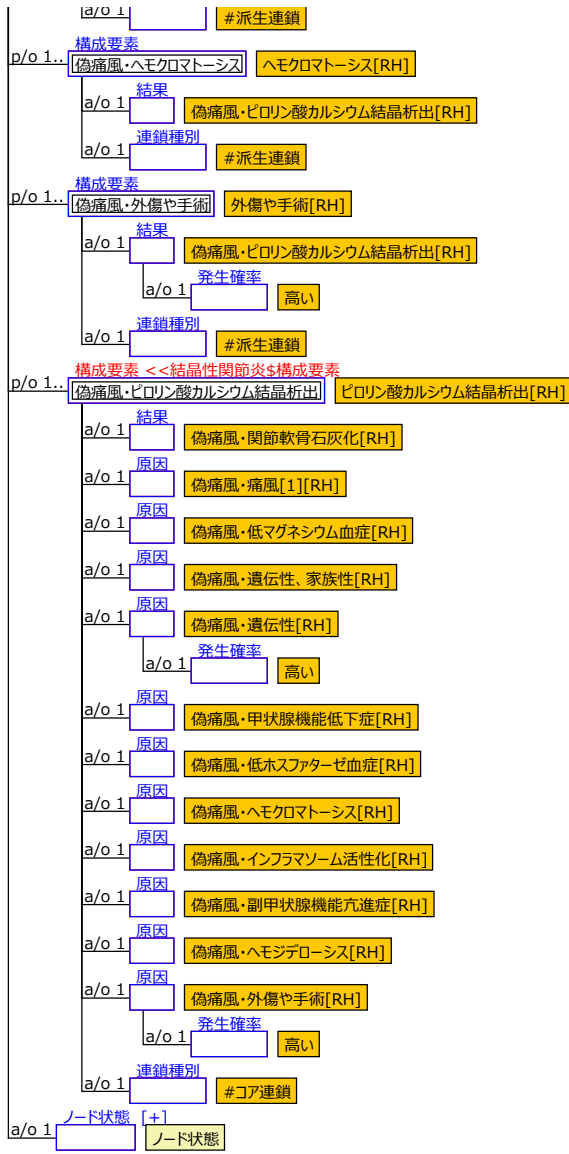 a/o 1 #派生連鎖
構成要素
p/o 1.. 偽痛風・ヘモクロマトーシス ヘモクロマトーシス[RH]
結果
a/o 1 偽痛風・ピロリン酸カルシウム結晶析出[RH]
連鎖種別
a/o 1 #派生連鎖
構成要素
p/o 1.. 偽痛風・外傷や手術 外傷や手術[RH]
結果
a/o 1 偽痛風・ピロリン酸カルシウム結晶析出[RH]
発生確率
a/o 1 高い
連鎖種別
a/o 1 #派生連鎖
構成要素 <<結晶性関節炎$構成要素
p/o 1.. 偽痛風・ピロリン酸カルシウム結晶析出 ピロリン酸カルシウム結晶析出[RH]
結果
a/o 1 偽痛風・関節軟骨石灰化[RH]
原因
a/o 1 偽痛風・痛風[1][RH]
原因
a/o 1 偽痛風・低マグネシウム血症[RH]
原因
a/o 1 偽痛風・遺伝性、家族性[RH]
原因
a/o 1 偽痛風・遺伝性[RH]
発生確率
a/o 1 高い
原因
a/o 1 偽痛風・甲状腺機能低下症[RH]
原因
a/o 1 偽痛風・低ホスファターゼ血症[RH]
原因
a/o 1 偽痛風・ヘモクロマトーシス[RH]
原因
a/o 1 偽痛風・インフラマソーム活性化[RH]
原因
a/o 1 偽痛風・副甲状腺機能亢進症[RH]
原因
a/o 1 偽痛風・ヘモジデローシス[RH]
原因
a/o 1 偽痛風・外傷や手術[RH]
発生確率
a/o 1 高い
連鎖種別
a/o 1 #コア連鎖
ノード状態 [+]
a/o 1 ノード状態